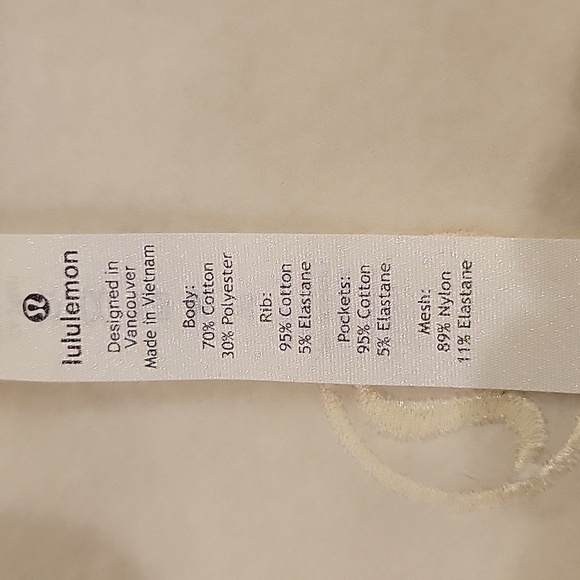 lululemon
Designed in
Vancouver
Made in Vietnam
Body:
70% Cotton
30% Polyester
Rib:
95% Cotton
5% Elastane
Pockets:
95% Cotton
5% Elastane
Mesh:
89% Nylon
11% Elastane